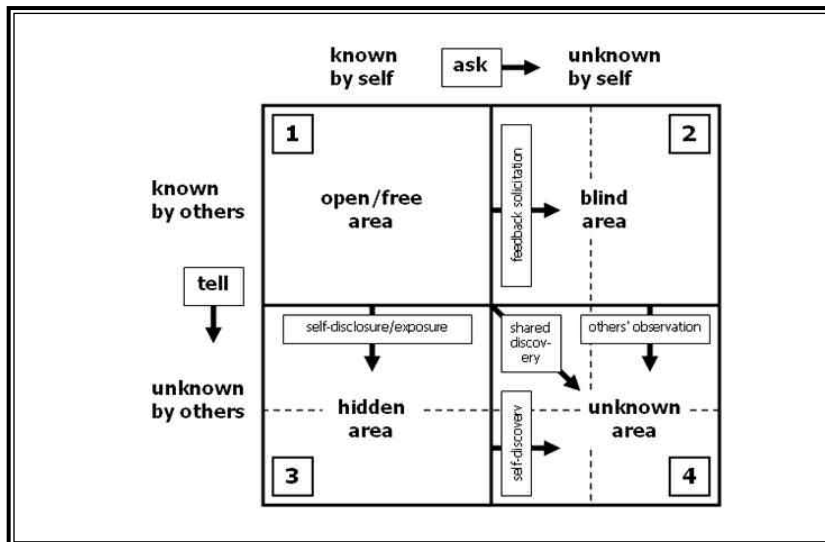 known
by self
ask
unknown
by self
1
2
known
by others
open/free
area
feedback solicitation
blind
area
tell
self-disclosure/exposure
shared
discov-
ery
others' observation
unknown
by others
hidden
area
self-discovery
unknown
area
3
4